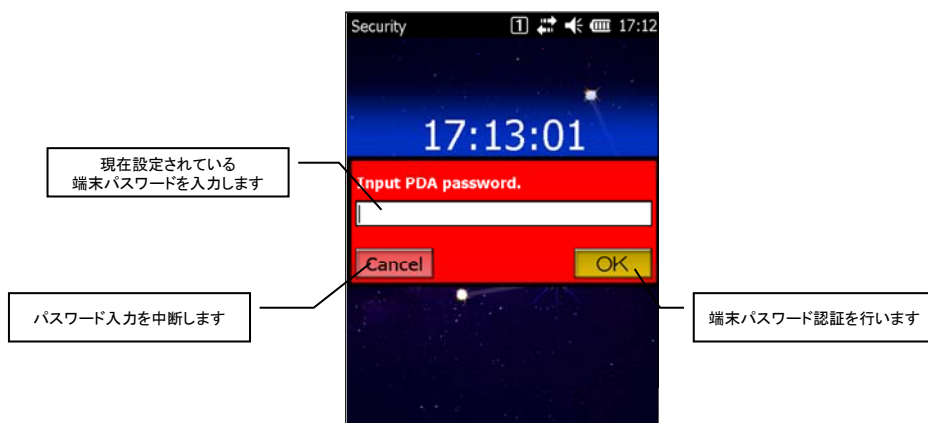 Security 1 17:12
17:13:01
現在設定されている
端末パスワードを入力します
Input PDA password.
Cancel OK
パスワード入力を中断します
端末パスワード認証を行います